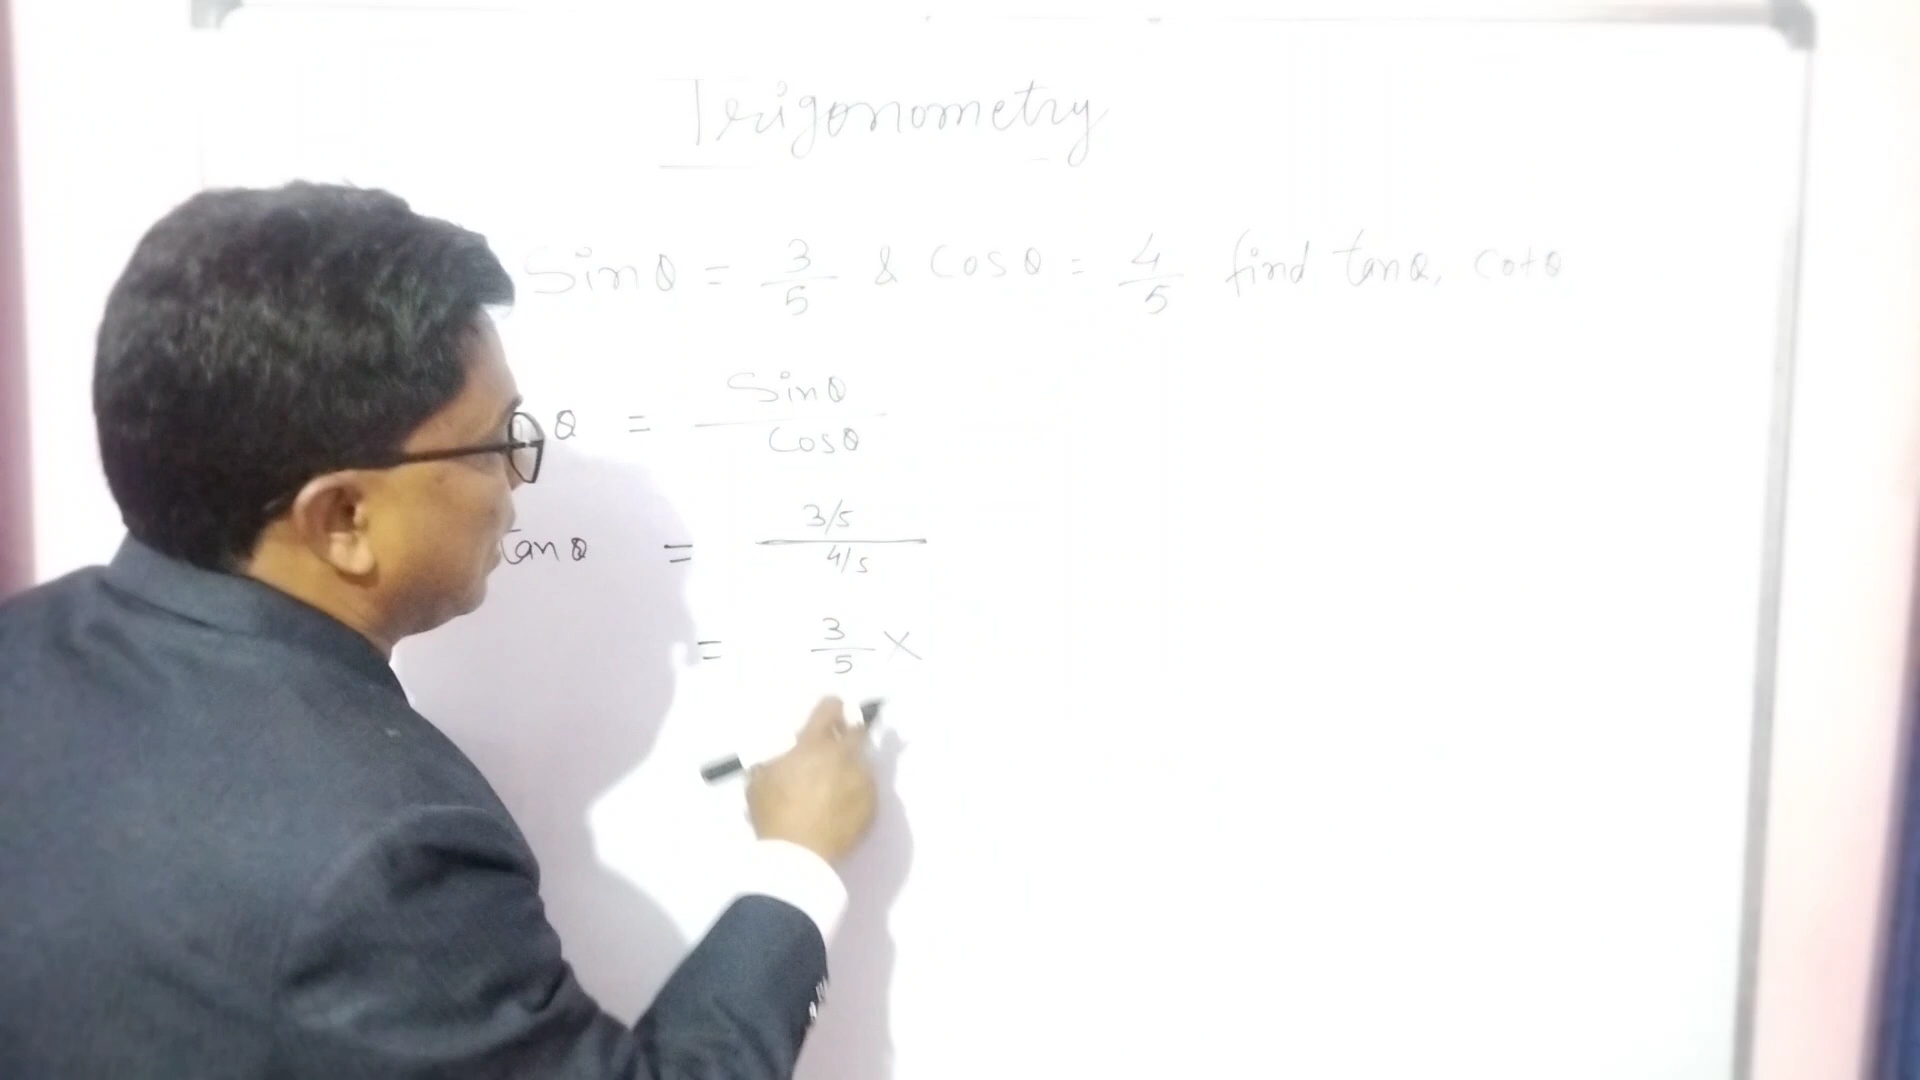 Trigonometry
Sinθ = 3/5 & Cosθ = 4/5 find tanθ, cotθ
θ = Sinθ/Cosθ
tanθ = 3/5 / 4/5
= 3/5 ×